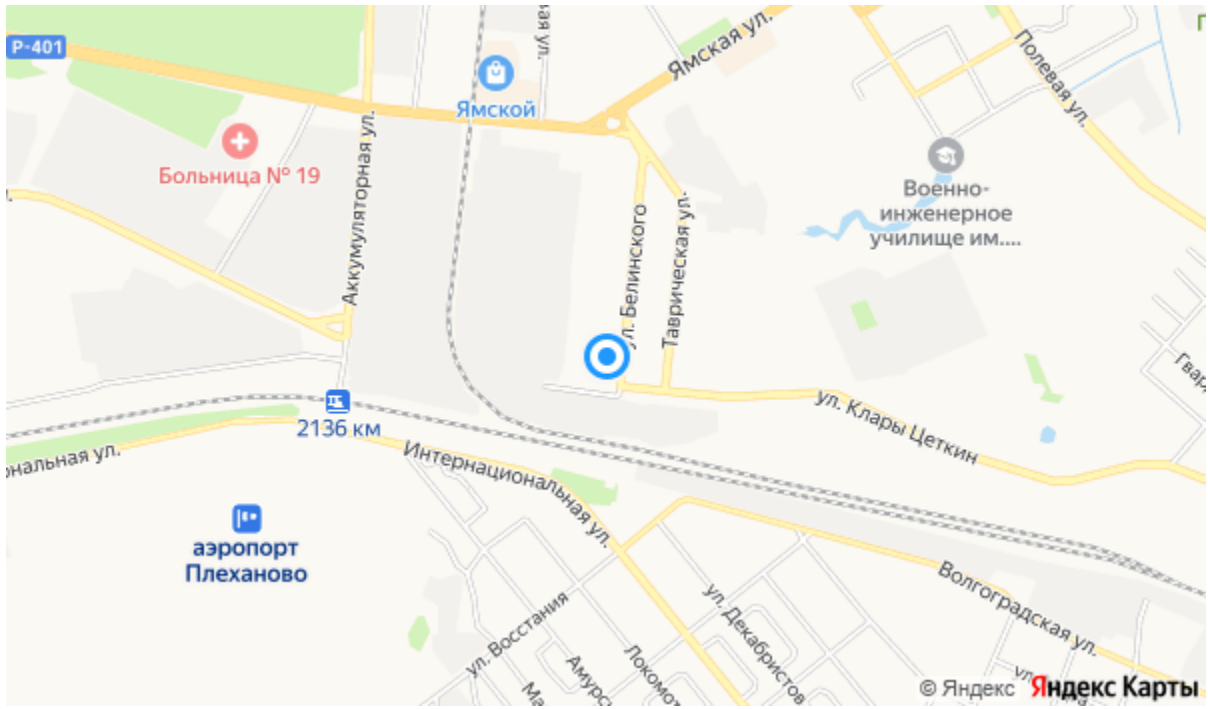 Р-401
Ямской
ул.
Ямская ул.
Полевая ул.
Больница № 19
Аккумуляторная ул.
Военно-
инженерное
училище им....
ул. Белинского
Таврическая ул.
2136 км
ул. Клары Цеткин
Интернациональная ул.
аэропорт
Плеханово
Волгоградская ул.
ул. Восстания
ул. Декабристов
© Яндекс Яндекс Карты